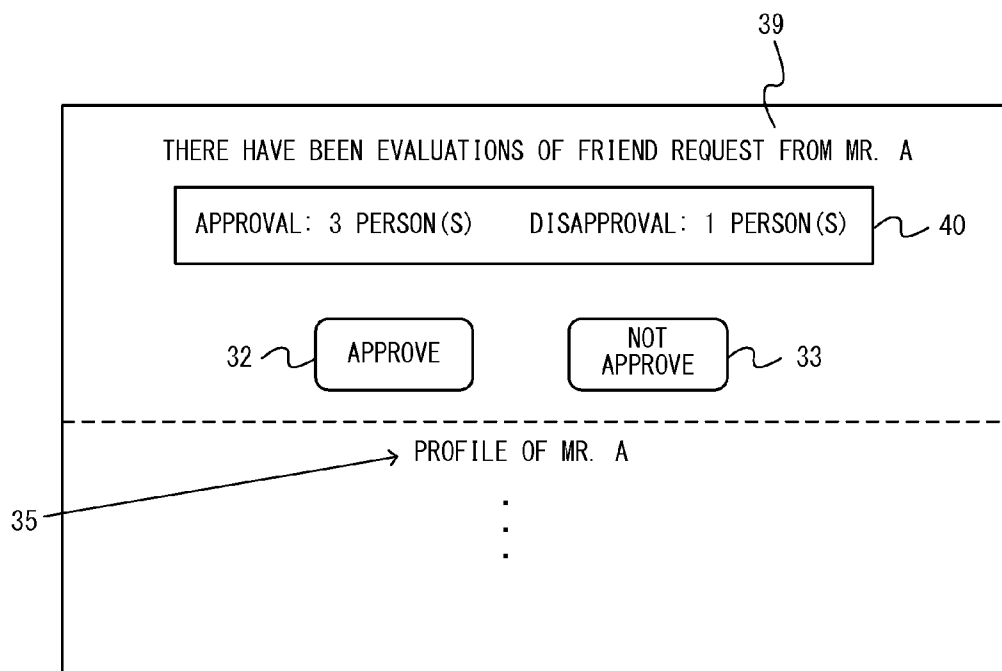 39
THERE HAVE BEEN EVALUATIONS OF FRIEND REQUEST FROM MR. A
APPROVAL: 3 PERSON(S) DISAPPROVAL: 1 PERSON(S)
40
32
APPROVE
NOT
APPROVE
33
PROFILE OF MR. A
35